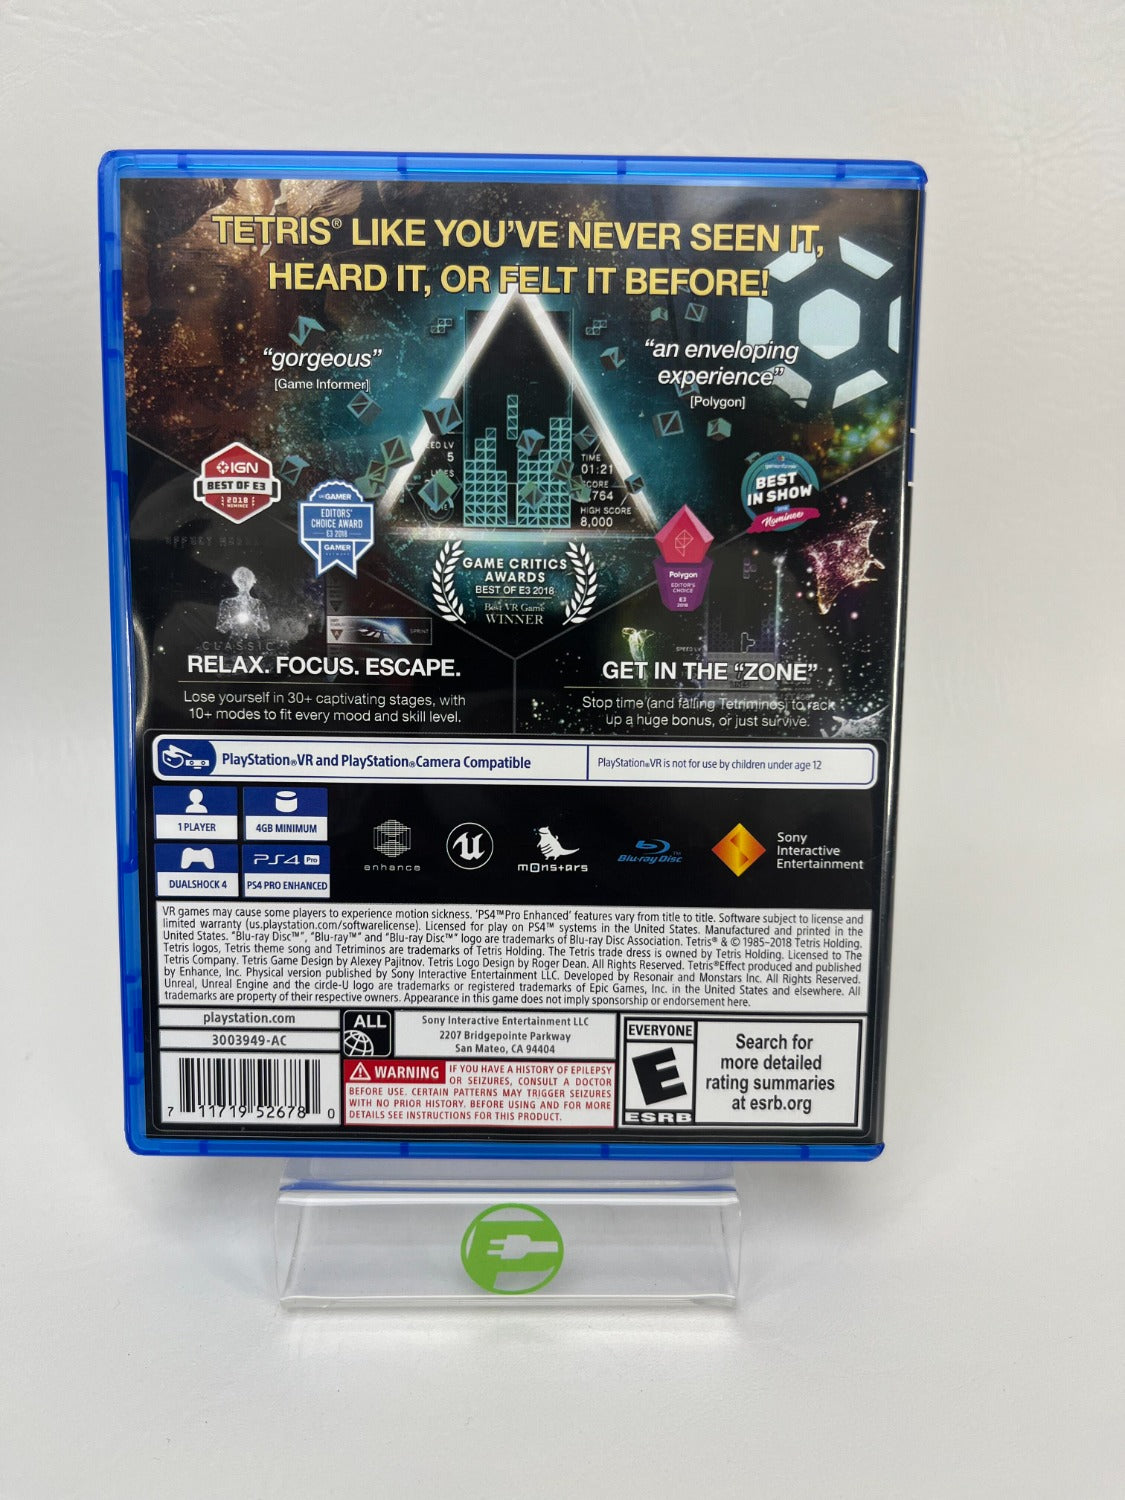 TETRIS® LIKE YOU'VE NEVER SEEN IT,
HEARD IT, OR FELT IT BEFORE!
"gorgeous"
[Game Informer]
"an enveloping
experience"
[Polygon]
5
TIME
01:21
HIGH SCORE
8,000
IGN
BEST OF E3
2018
NOMINEE
GAMER
EDITORS'
CHOICE AWARD
E3 2018
GAMER
NETWORK
BEST
IN SHOW
Nominee
GAME CRITICS
AWARDS
BEST OF E3 2018
Best VR Game
WINNER
Polygon
EDITOR'S
CHOICE
E3
2018
CLASSIC
SPRINT
SPEED LV
RELAX. FOCUS. ESCAPE.
Lose yourself in 30+ captivating stages, with
10+ modes to fit every mood and skill level.
GET IN THE "ZONE"
Stop time (and falling Tetriminos) to rack
up a huge bonus, or just survive.
PlayStation®VR and PlayStation®Camera Compatible
PlayStation®VR is not for use by children under age 12
1 PLAYER
4GB MINIMUM
DUALSHOCK 4
PS4 Pro
PS4 PRO ENHANCED
enhance
monstars
Blu-ray Disc™
Sony
Interactive
Entertainment
VR games may cause some players to experience motion sickness. 'PS4™Pro Enhanced' features vary from title to title. Software subject to license and
limited warranty (us.playstation.com/softwarelicense). Licensed for play on PS4™ systems in the United States. Manufactured and printed in the
United States. "Blu-ray Disc™", "Blu-ray™" and "Blu-ray Disc™" logo are trademarks of Blu-ray Disc Association. Tetris® & © 1985-2018 Tetris Holding.
Tetris logos, Tetris theme song and Tetriminos are trademarks of Tetris Holding. The Tetris trade dress is owned by Tetris Holding. Licensed to The
Tetris Company. Tetris Game Design by Alexey Pajitnov. Tetris Logo Design by Roger Dean. All Rights Reserved. Tetris®Effect produced and published
by Enhance, Inc. Physical version published by Sony Interactive Entertainment LLC. Developed by Resonair and Monstars Inc. All Rights Reserved.
Unreal, Unreal Engine and the circle-U logo are trademarks or registered trademarks of Epic Games, Inc. in the United States and elsewhere. All
trademarks are property of their respective owners. Appearance in this game does not imply sponsorship or endorsement here.
playstation.com
3003949-AC
7 11719 52678 0
ALL
Sony Interactive Entertainment LLC
2207 Bridgepointe Parkway
San Mateo, CA 94404
WARNING IF YOU HAVE A HISTORY OF EPILEPSY
OR SEIZURES, CONSULT A DOCTOR
BEFORE USE. CERTAIN PATTERNS MAY TRIGGER SEIZURES
WITH NO PRIOR HISTORY. BEFORE USING AND FOR MORE
DETAILS SEE INSTRUCTIONS FOR THIS PRODUCT.
EVERYONE
E
ESRB
Search for
more detailed
rating summaries
at esrb.org